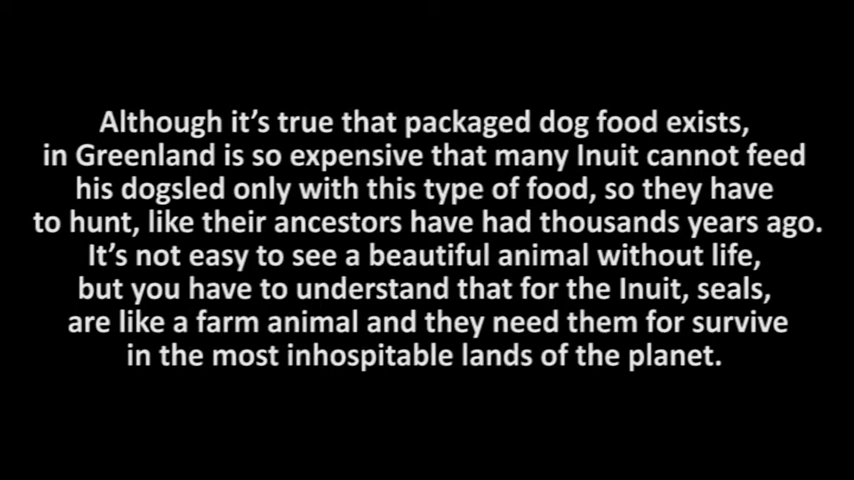 Although it's true that packaged dog food exists,
in Greenland is so expensive that many Inuit cannot feed
his dogsled only with this type of food, so they have
to hunt, like their ancestors have had thousands years ago.
It's not easy to see a beautiful animal without life,
but you have to understand that for the Inuit, seals,
are like a farm animal and they need them for survive
in the most inhospitable lands of the planet.